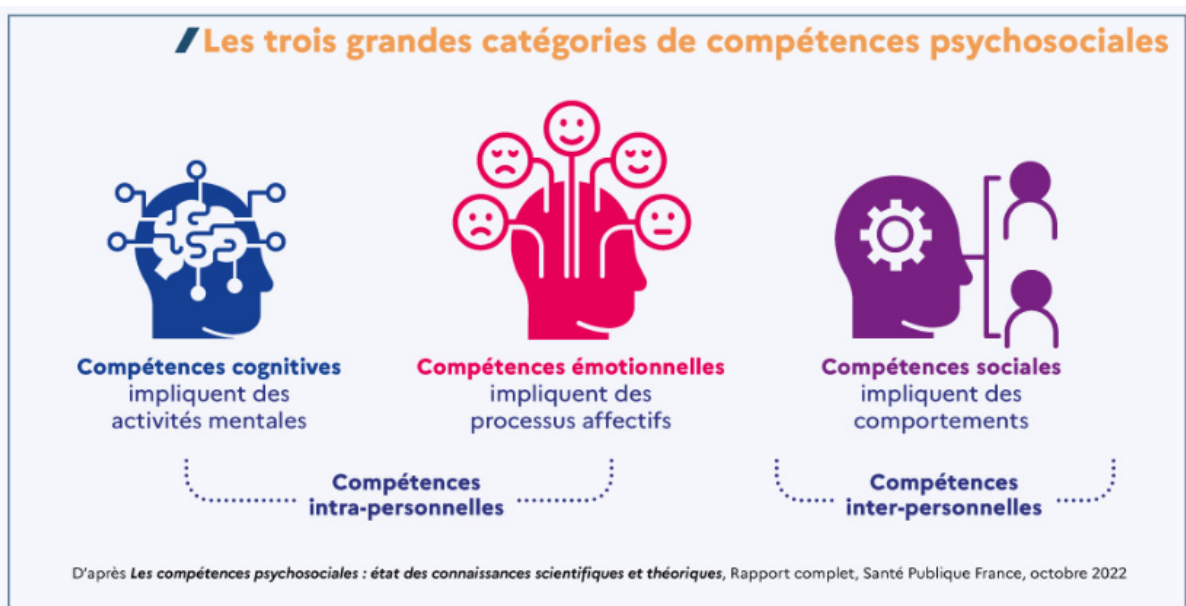 Les trois grandes catégories de compétences psychosociales
Compétences cognitives
impliquent des
activités mentales
Compétences émotionnelles
impliquent des
processus affectifs
Compétences sociales
impliquent des
comportements
Compétences
intra-personnelles
Compétences
inter-personnelles
D'après Les compétences psychosociales : état des connaissances scientifiques et théoriques, Rapport complet, Santé Publique France, octobre 2022